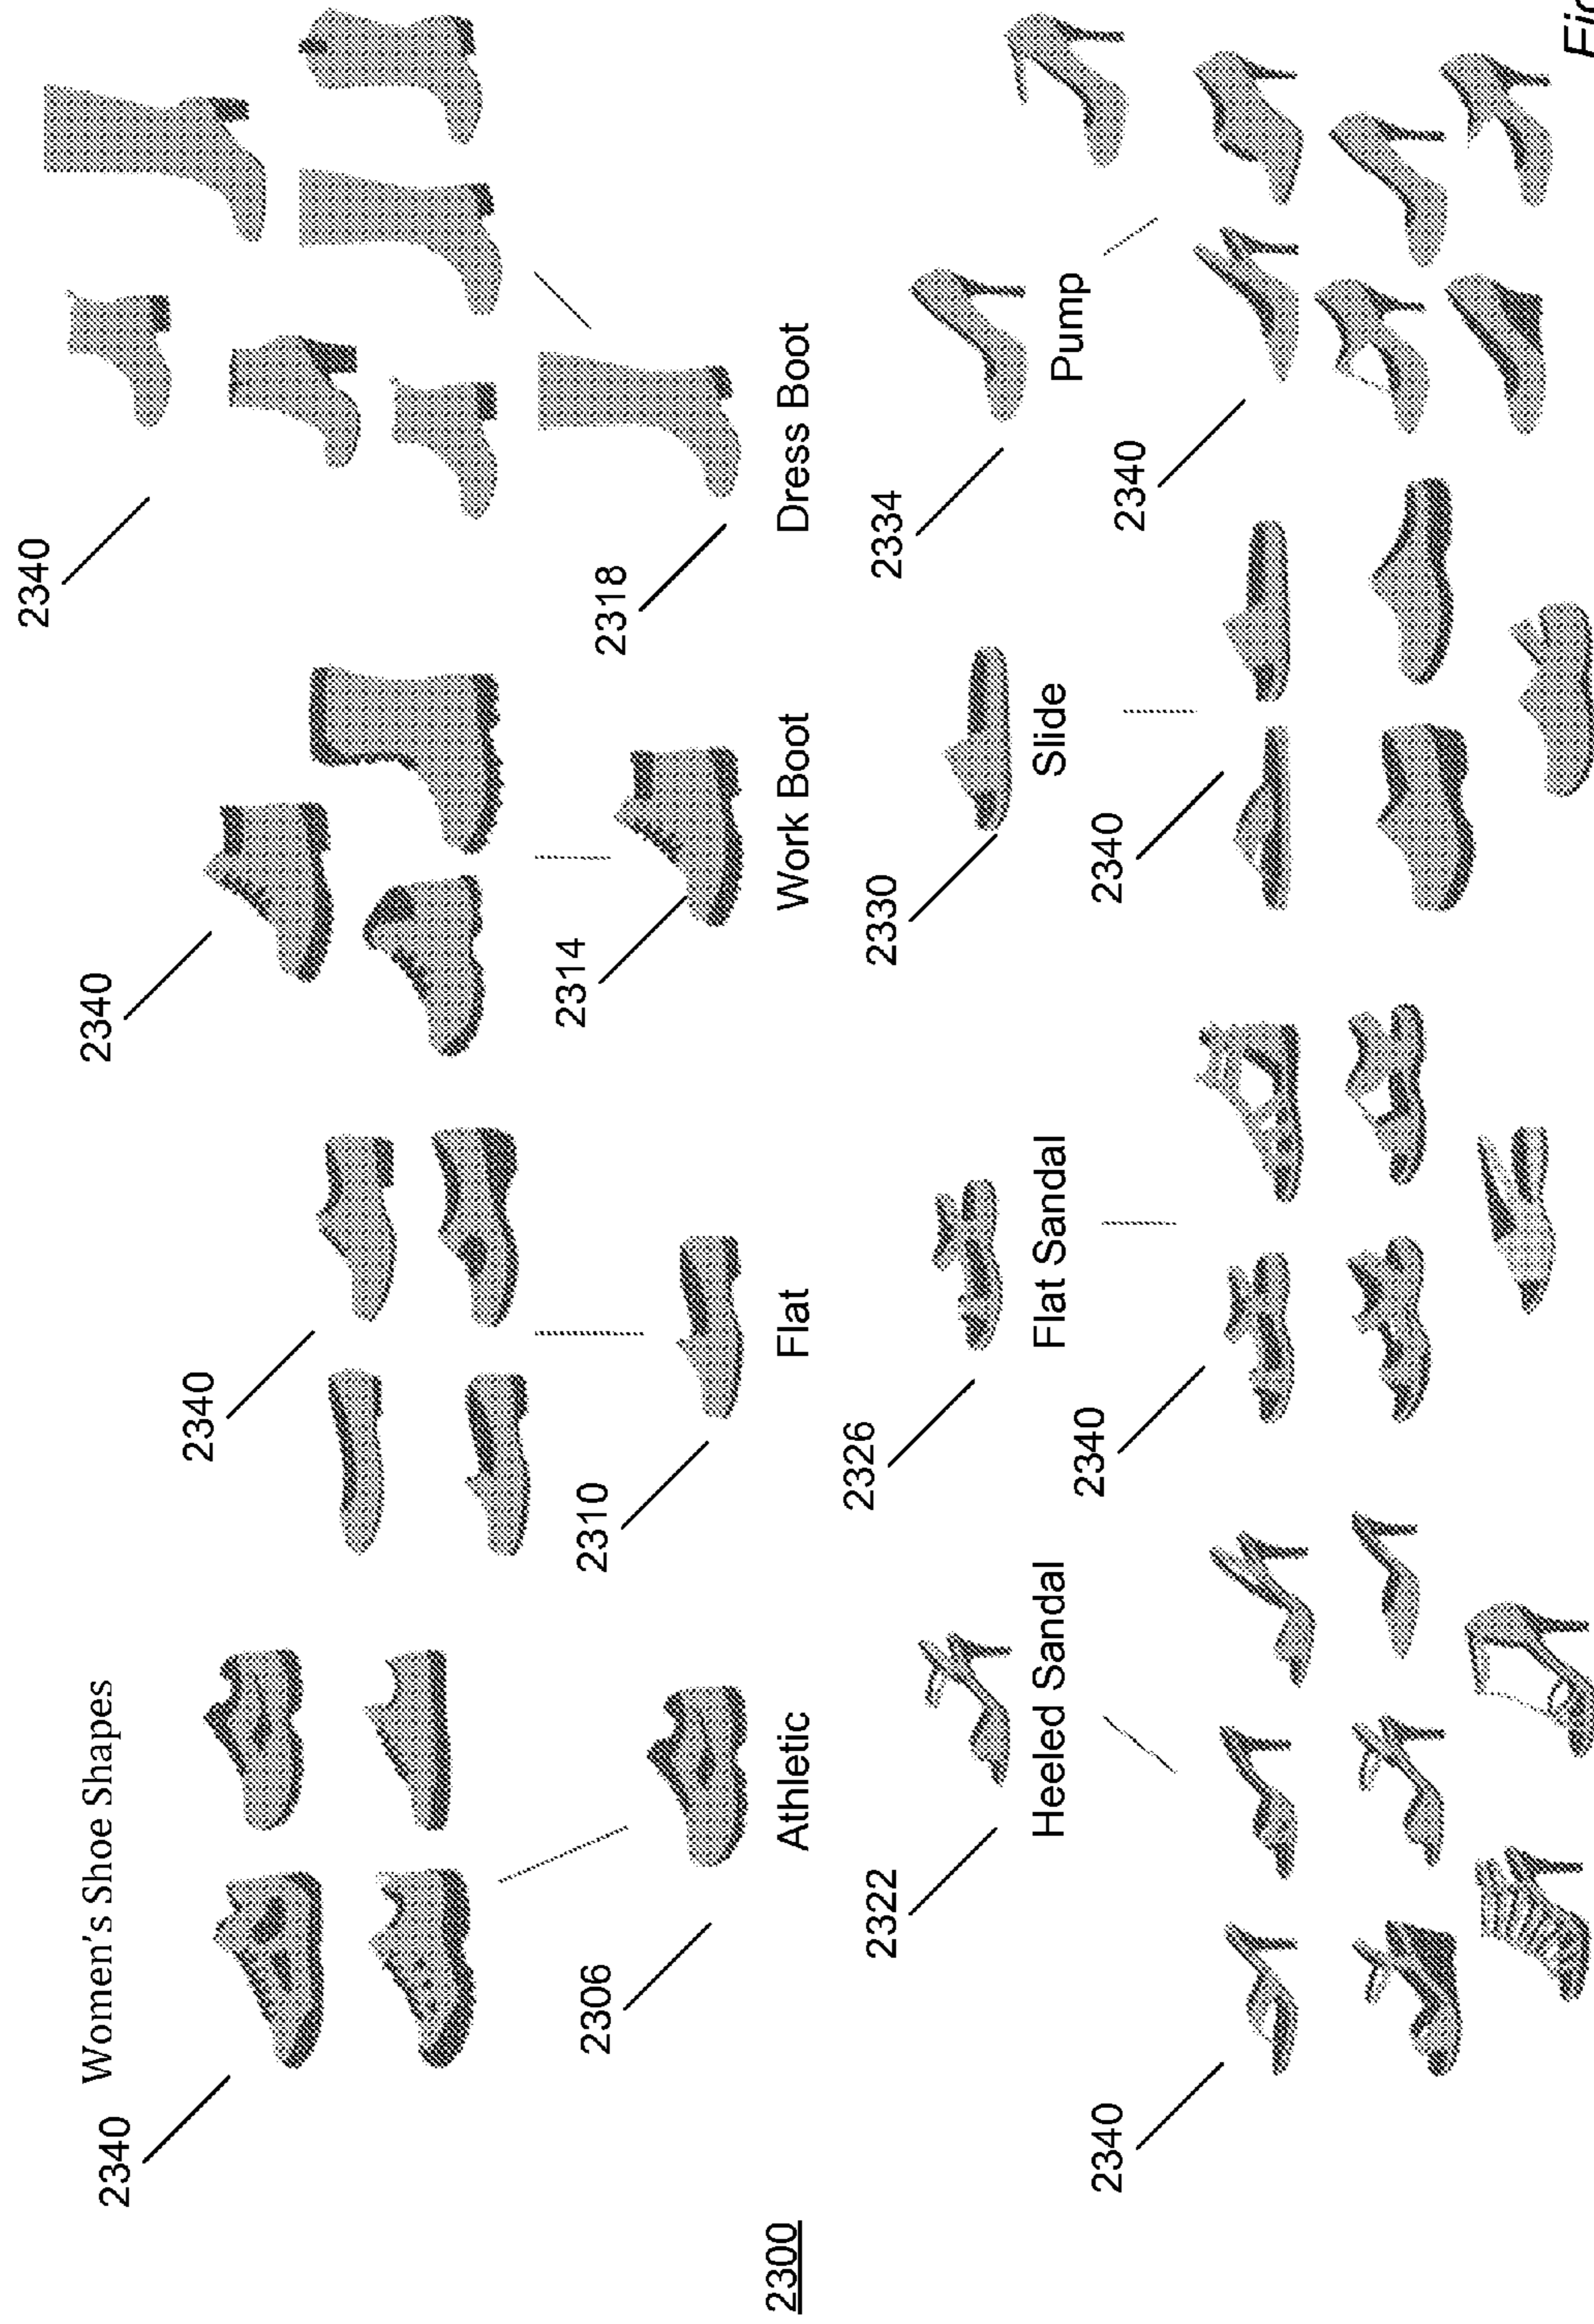 Women's Shoe Shapes
2340
2340
2340
2340
2306
2310
2314
2318
2300
Athletic
Flat
Work Boot
Dress Boot
2322
2326
2330
2334
Heeled Sandal
Flat Sandal
Slide
Pump
2340
2340
2340
2340